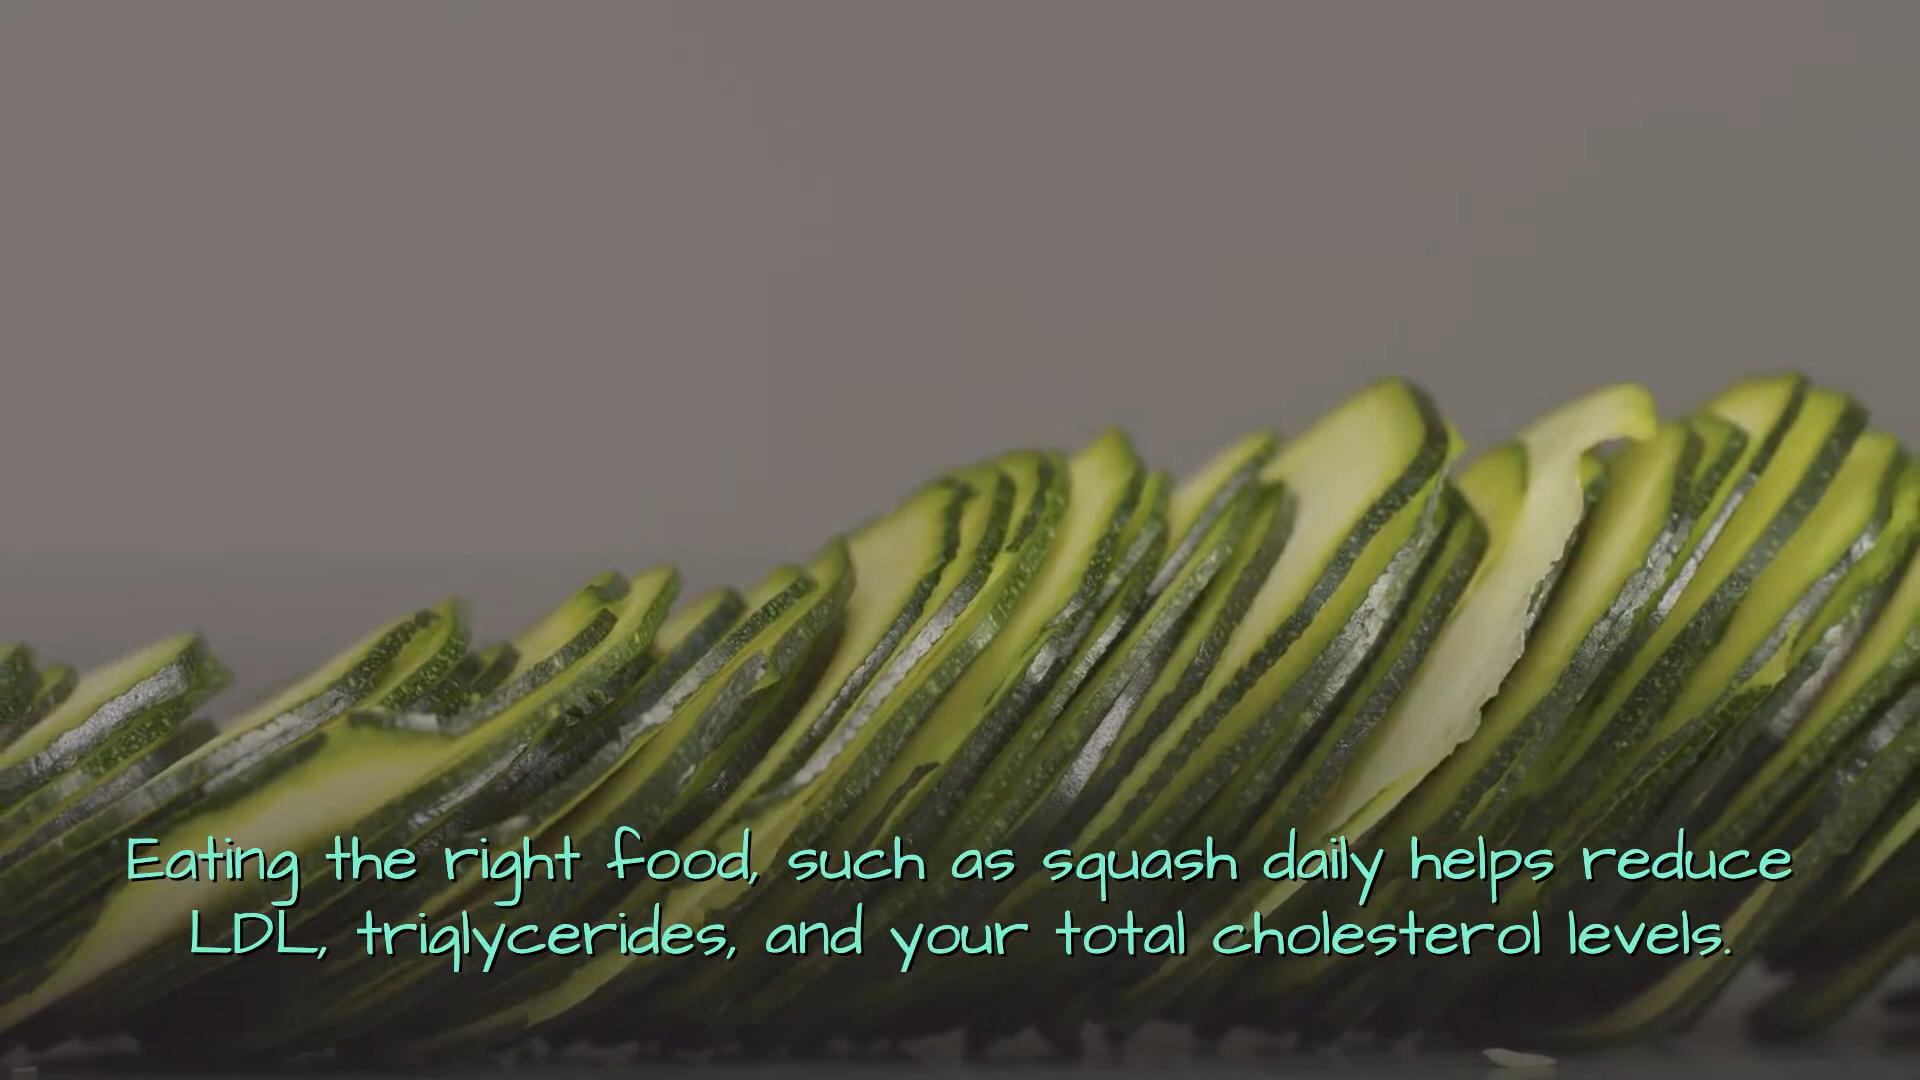 Eating the right food, such as squash daily helps reduce
LDL, triglycerides, and your total cholesterol levels.